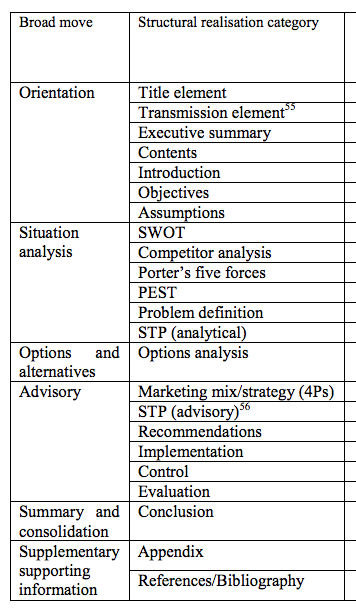 Broad move Structural realisation category
Orientation Title element
Transmission element55
Executive summary
Contents
Introduction
Objectives
Assumptions
Situation SWOT
analysis Competitor analysis
Porter's five forces
PEST
Problem definition
STP (analytical)
Options and Options analysis
alternatives
Advisory Marketing mix/strategy (4Ps)
STP (advisory)56
Recommendations
Implementation
Control
Evaluation
Summary and Conclusion
consolidation
Supplementary Appendix
supporting
information References/Bibliography